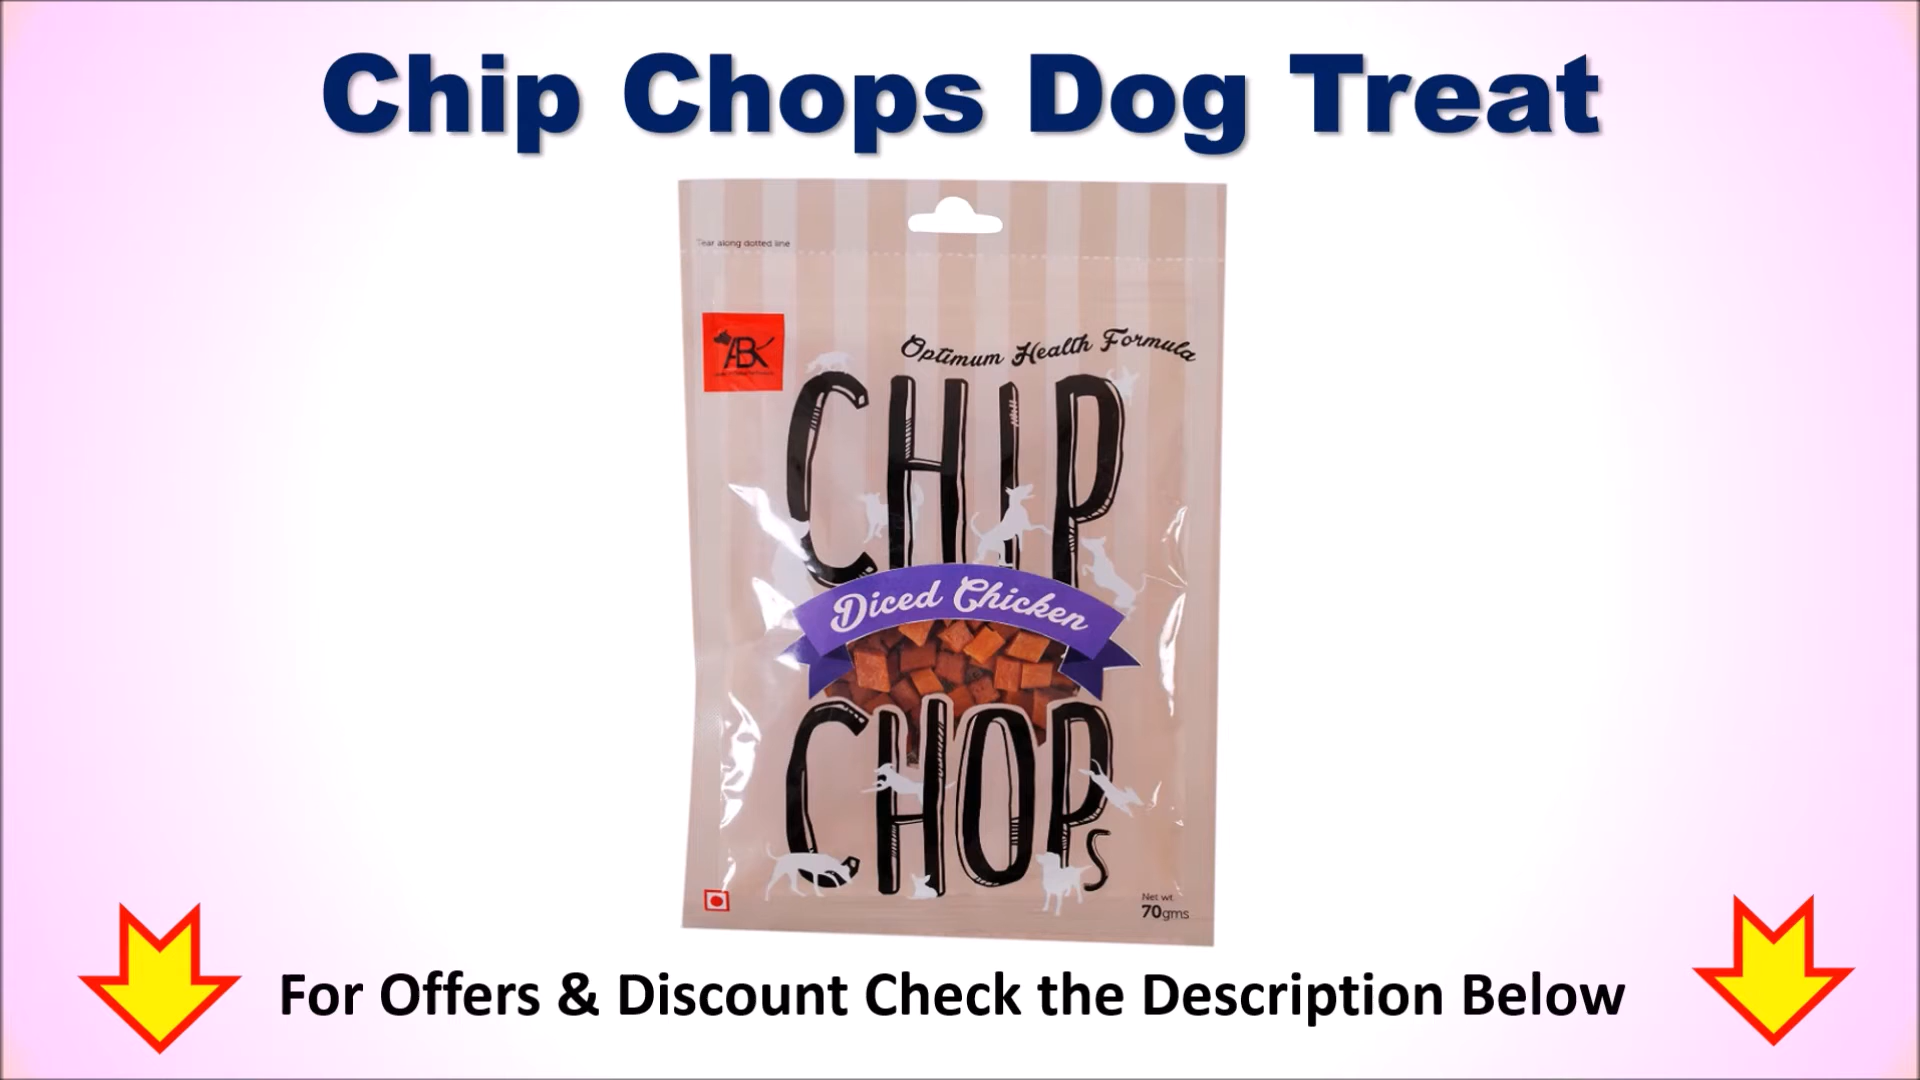 Chip Chops Dog Treat
Tear along dotted line
ABK
Optimum Health Formula
CHIP
Diced Chicken
CHOPs
Net wt.
70gms
For Offers & Discount Check the Description Below